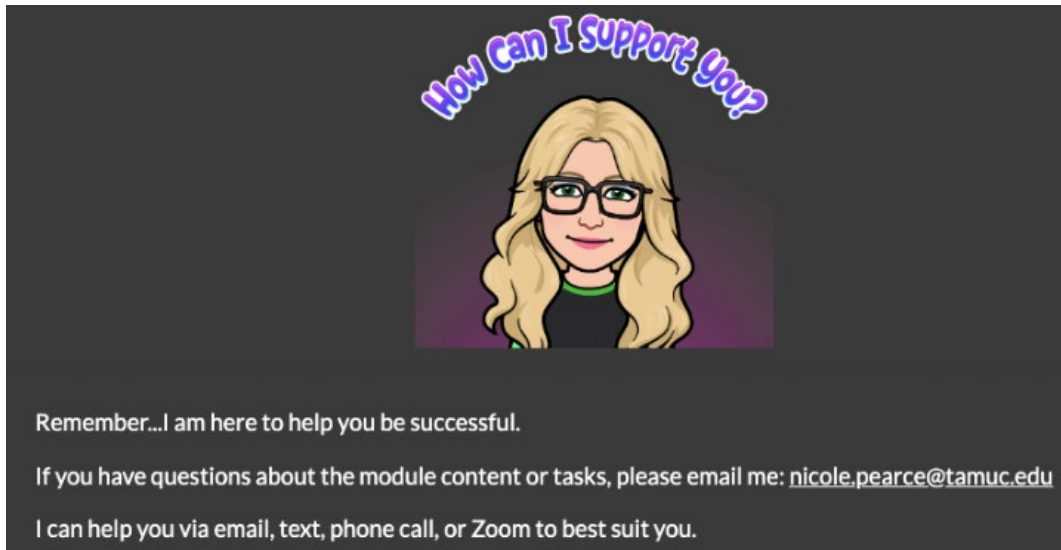 How Can I Support You?
Remember...I am here to help you be successful.
If you have questions about the module content or tasks, please email me: nicole.pearce@tamuc.edu
I can help you via email, text, phone call, or Zoom to best suit you.